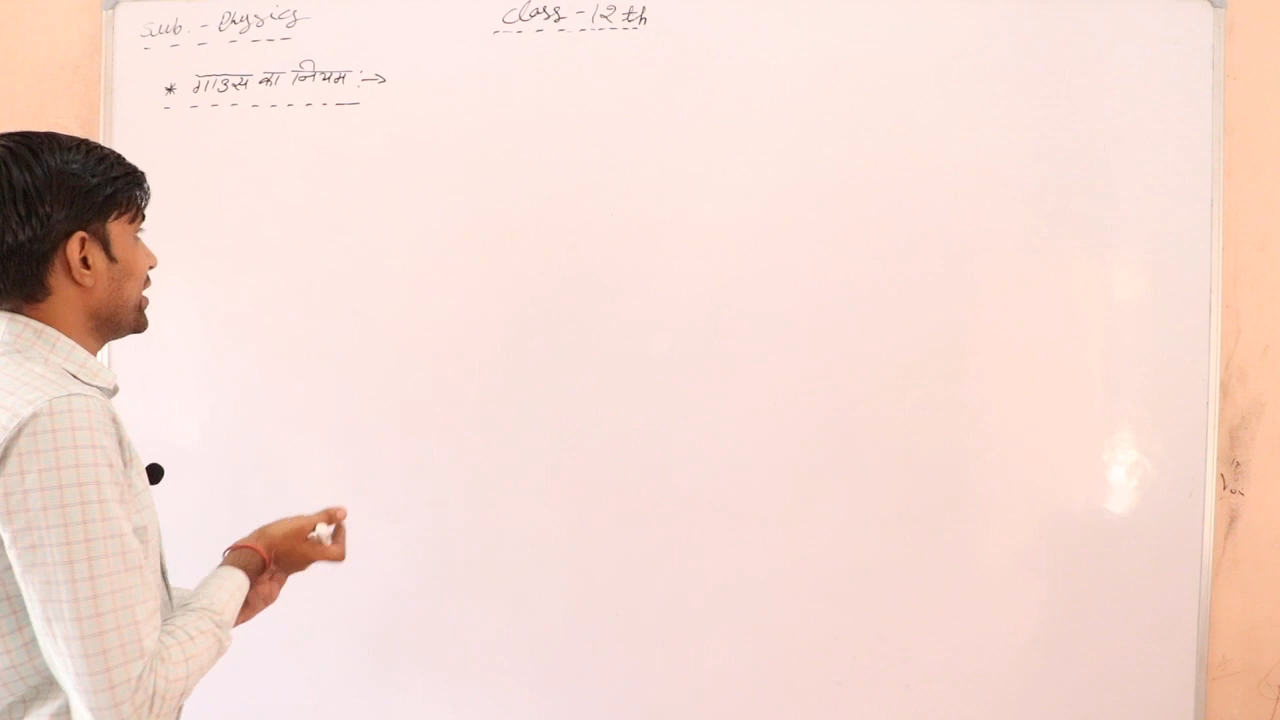 Sub. - Physics
Class - 12th
* गाउस का नियम :→